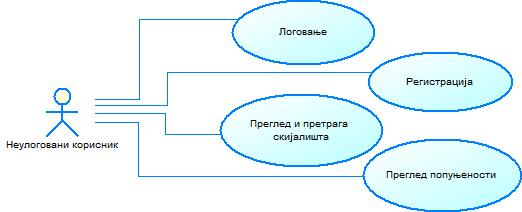 Логовање
Регистрација
Преглед и претрага
скијалишта
Неулоговани корисник
Преглед попуњености